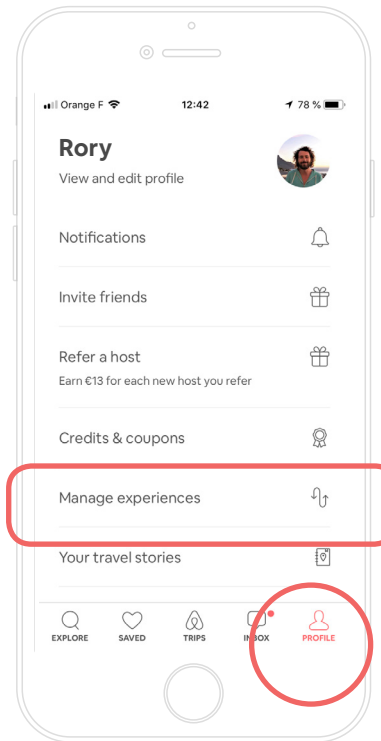 Orange F 12:42 78 %
Rory
View and edit profile
Notifications
Invite friends
Refer a host
Earn €13 for each new host you refer
Credits & coupons
Manage experiences
Your travel stories
EXPLORE SAVED TRIPS INBOX PROFILE